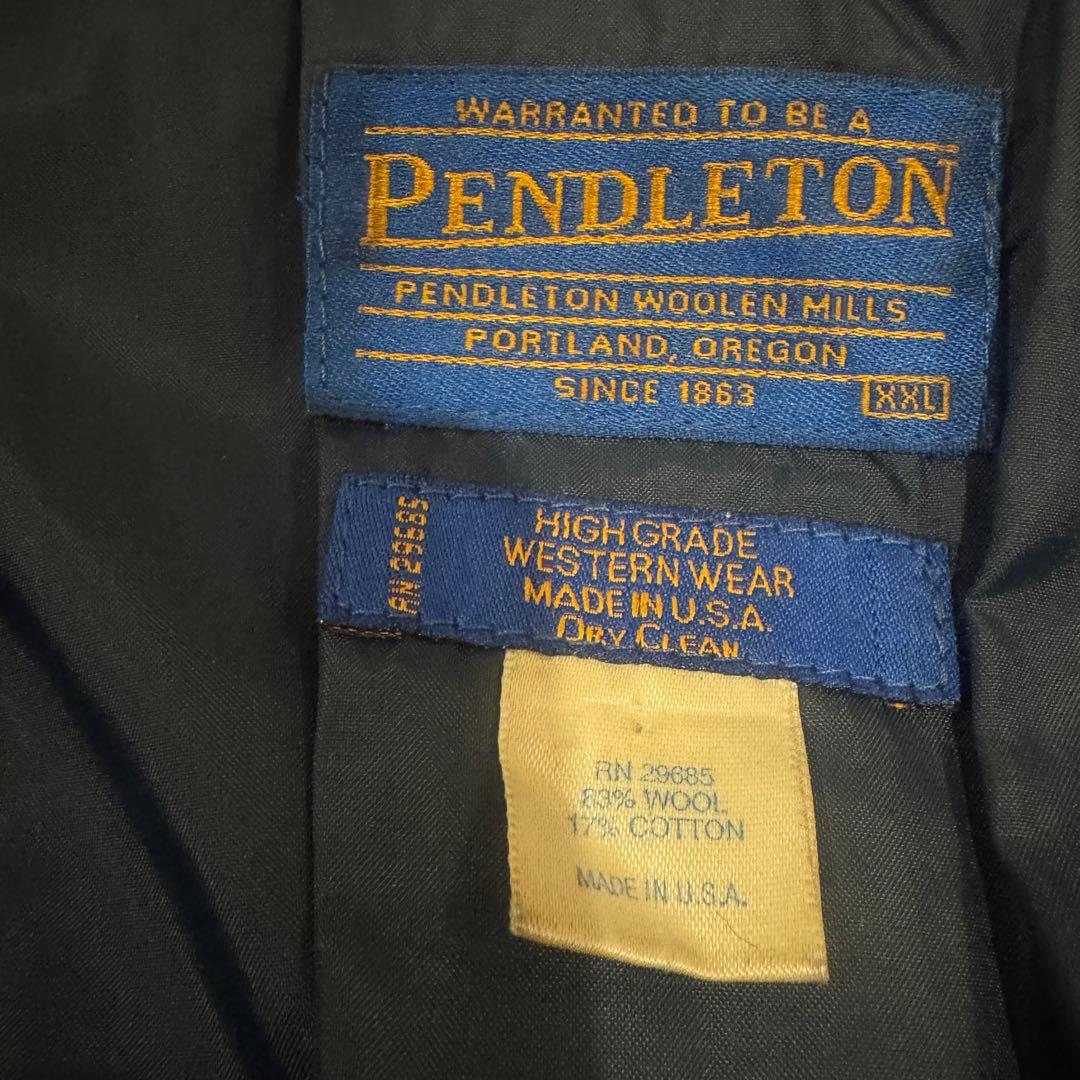 WARRANTED TO BE A
PENDLETON
PENDLETON WOOLEN MILLS
PORTLAND, OREGON
SINCE 1863
XXL
RN 29685
HIGH GRADE
WESTERN WEAR
MADE IN U.S.A.
DRY CLEAN
RN 29685
83% WOOL
17% COTTON
MADE IN U.S.A.